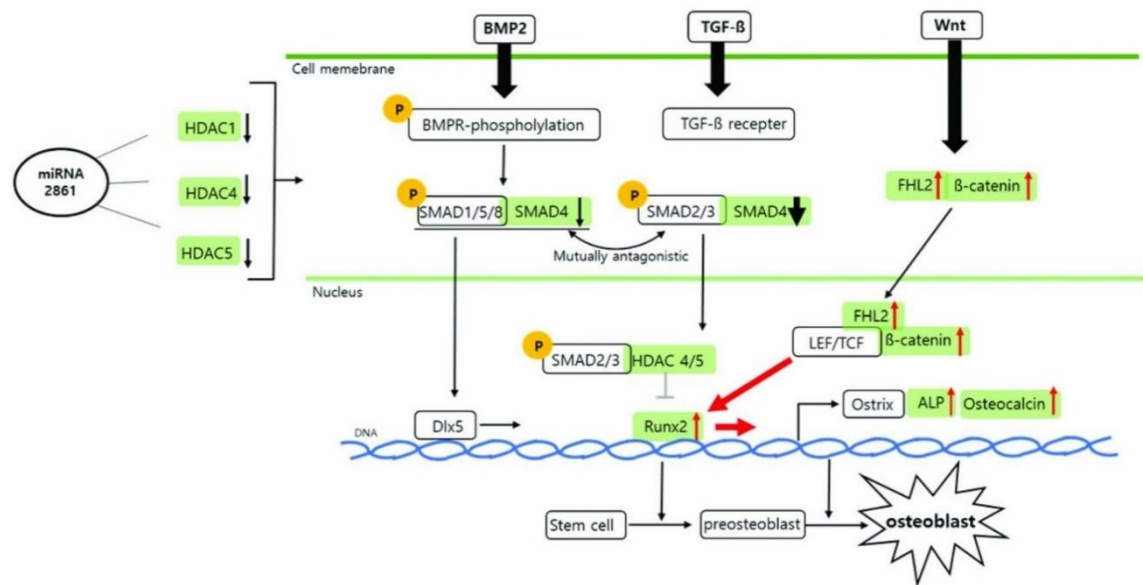 BMP2
TGF-ß
Wnt
Cell memebrane
P
BMPR-phospholylation
TGF-ß recepter
HDAC1
miRNA
2861
HDAC4
HDAC5
FHL2 ß-catenin
P
SMAD1/5/8 SMAD4
P
SMAD2/3 SMAD4
Mutually antagonistic
Nucleus
FHL2
LEF/TCF ß-catenin
P
SMAD2/3 HDAC 4/5
Ostrix ALP Osteocalcin
Dlx5
Runx2
DNA
Stem cell
preosteoblast
osteoblast